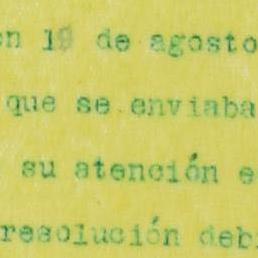 en 19 de agosto
que se enviaba
su atención e
resolución deb